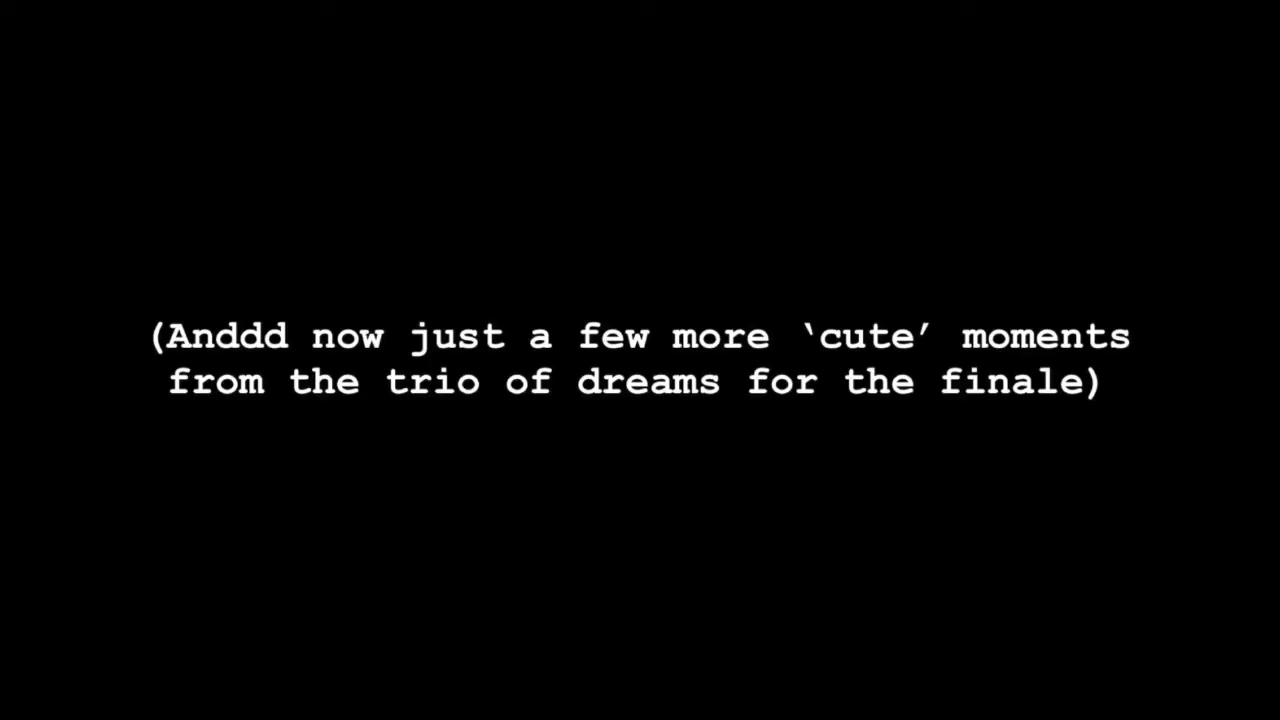 (Anddd now just a few more ‘cute’ moments
from the trio of dreams for the finale)